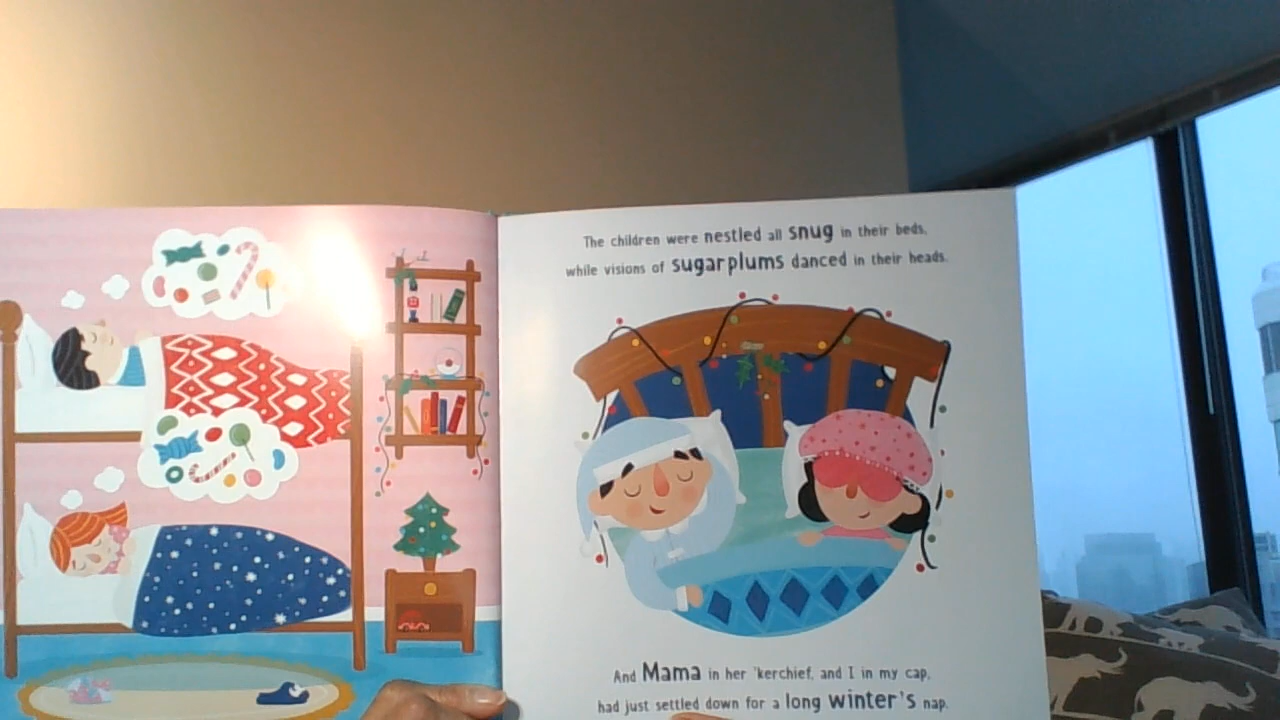 The children were nestled all snug in their beds,
while visions of sugarplums danced in their heads.
And Mama in her 'kerchief, and I in my cap,
had just settled down for a long winter's nap.